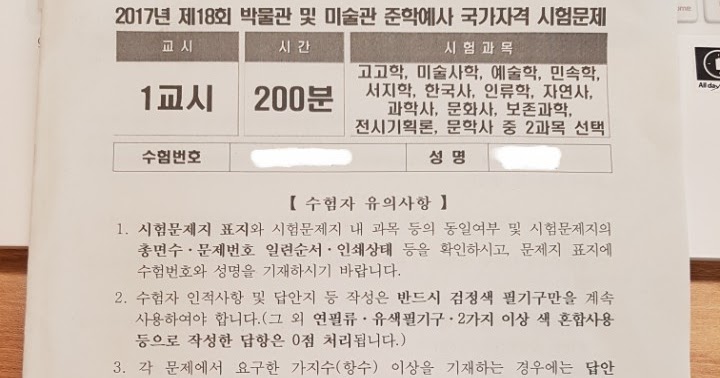 2017년 제18회 박물관 및 미술관 준학예사 국가자격 시험문제
교 시
시 간
시 험 과 목
1교시
200분
고고학, 미술사학, 예술학, 민속학,
서지학, 한국사, 인류학, 자연사,
과학사, 문화사, 보존과학,
전시기획론, 문학사 중 2과목 선택
수험번호
성 명
【 수험자 유의사항 】
1. 시험문제지 표지와 시험문제지 내 과목 등의 동일여부 및 시험문제지의
총면수·문제번호 일련순서·인쇄상태 등을 확인하시고, 문제지 표지에
수험번호와 성명을 기재하시기 바랍니다.
2. 수험자 인적사항 및 답안지 등 작성은 반드시 검정색 필기구만을 계속
사용하여야 합니다.(그 외 연필류·유색필기구·2가지 이상 색 혼합사용
등으로 작성한 답항은 0점 처리됩니다.)
3. 각 문제에서 요구한 가지수(항수) 이상을 기재하는 경우에는 답안
All day